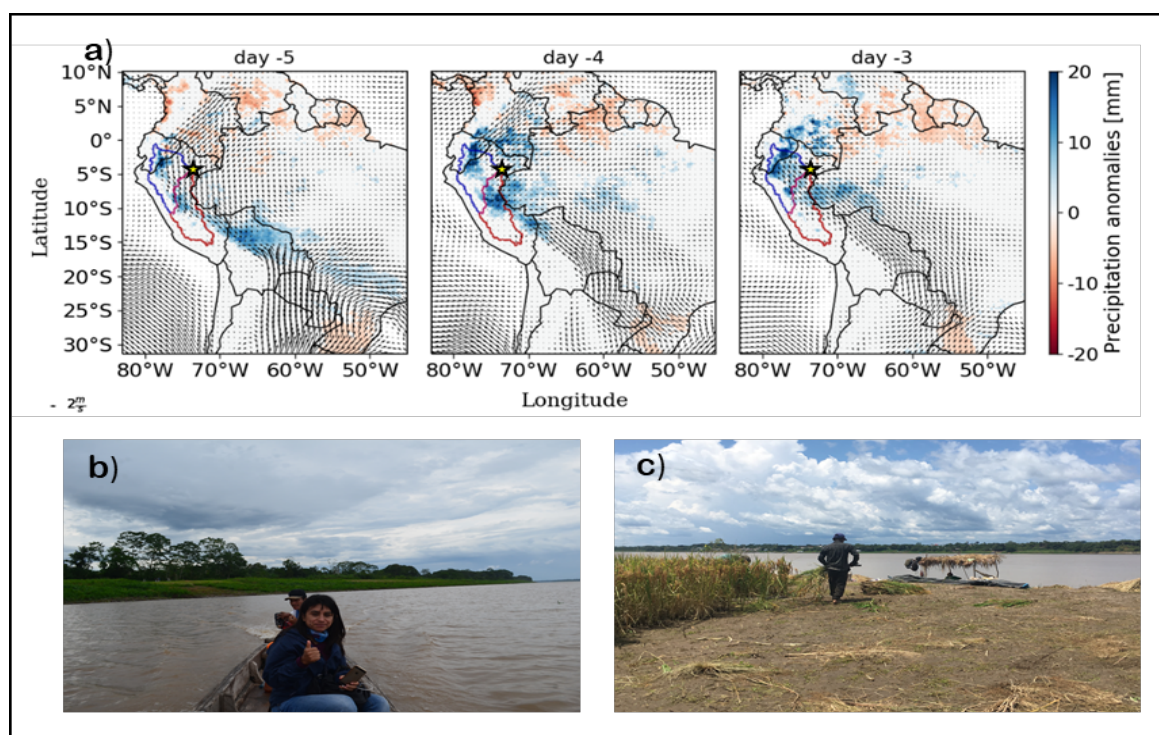 a)
day -5 day -4 day -3
10°N
5°N
0°
5°S
10°S
15°S
20°S
25°S
30°S
Latitude
80°W 70°W 60°W 50°W 80°W 70°W 60°W 50°W 80°W 70°W 60°W 50°W
Longitude
- 2 m/s
20
10
0
-10
-20
Precipitation anomalies [mm]
b)
c)